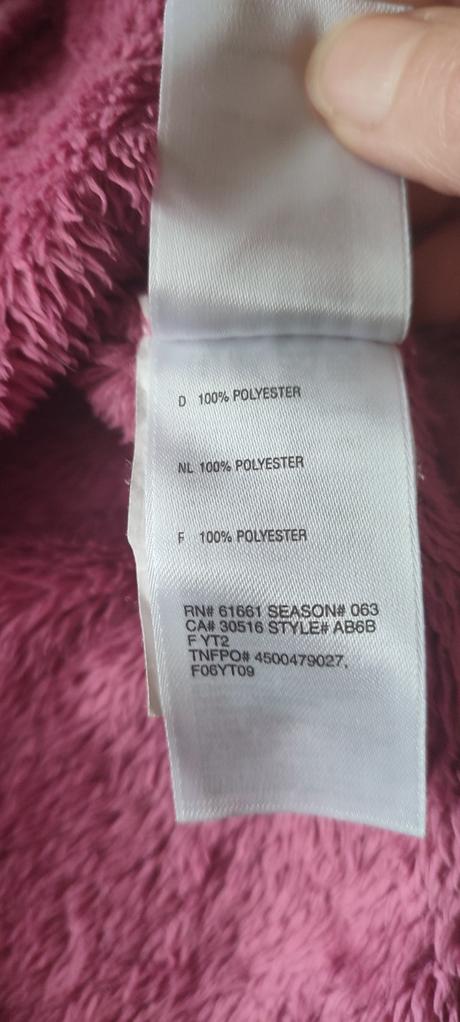 D 100% POLYESTER
NL 100% POLYESTER
F 100% POLYESTER
RN# 61661 SEASON# 063
CA# 30516 STYLE# AB6B
F YT2
TNFPO# 4500479027,
F06YT09